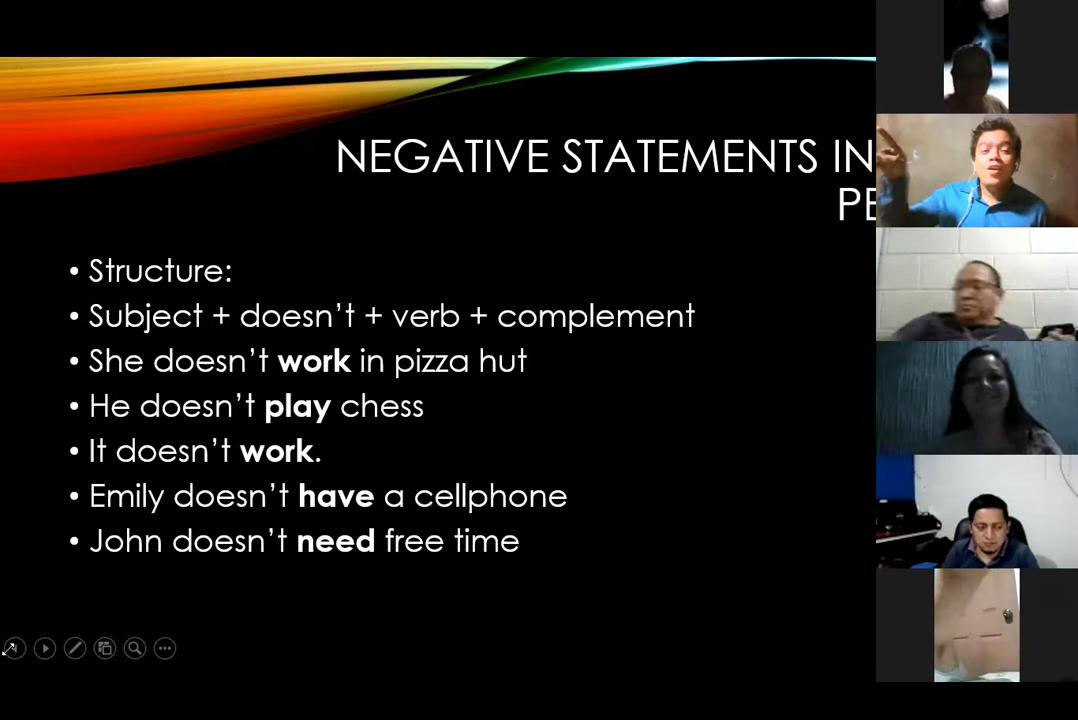 NEGATIVE STATEMENTS IN
• Structure:
• Subject + doesn’t + verb + complement
• She doesn’t work in pizza hut
• He doesn’t play chess
• It doesn’t work.
• Emily doesn’t have a cellphone
• John doesn’t need free time